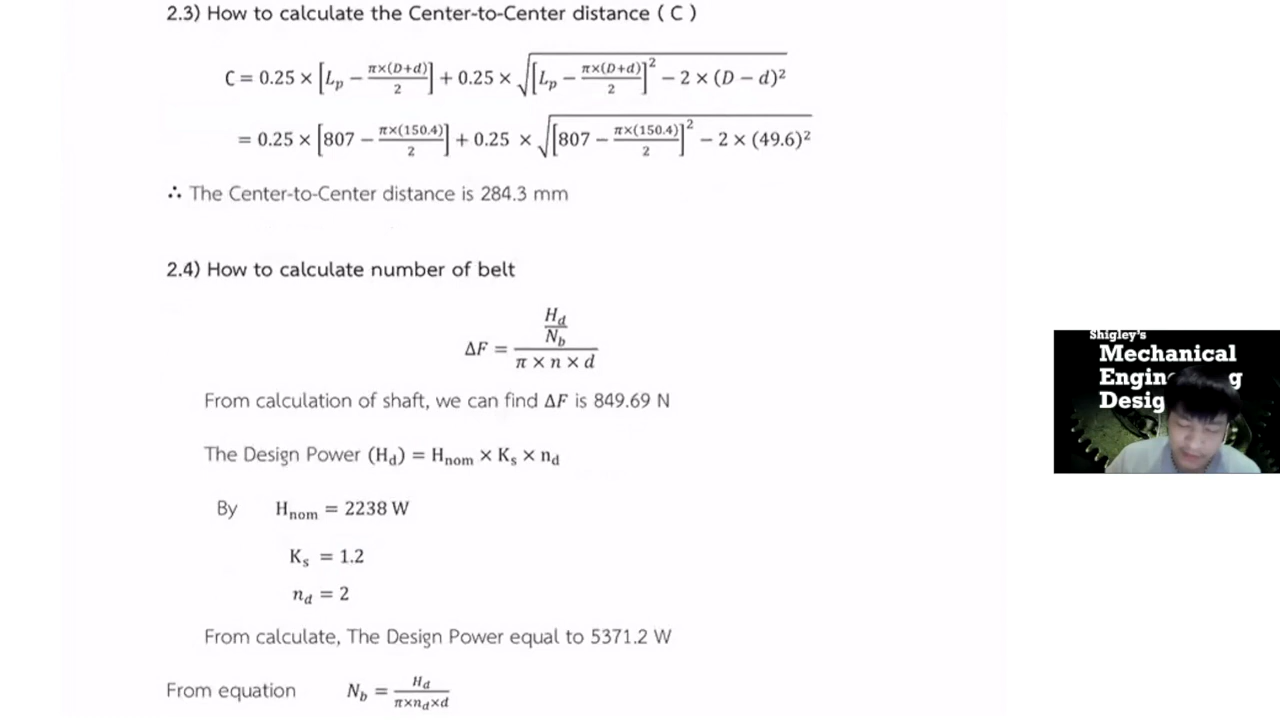 2.3) How to calculate the Center-to-Center distance ( C )
C = 0.25 × [Lₚ − π×(D+d)/2] + 0.25 × √([Lₚ − π×(D+d)/2]² − 2 × (D − d)²)
= 0.25 × [807 − π×(150.4)/2] + 0.25 × √([807 − π×(150.4)/2]² − 2 × (49.6)²)
∴ The Center-to-Center distance is 284.3 mm
2.4) How to calculate number of belt
ΔF = (H_d/N_b)/(π × n × d)
From calculation of shaft, we can find ΔF is 849.69 N
The Design Power (H_d) = H_nom × K_s × n_d
By H_nom = 2238 W
K_s = 1.2
n_d = 2
From calculate, The Design Power equal to 5371.2 W
From equation N_b = H_d/(π×n_d×d)
Shigley's
Mechanical
Engin g
Desig